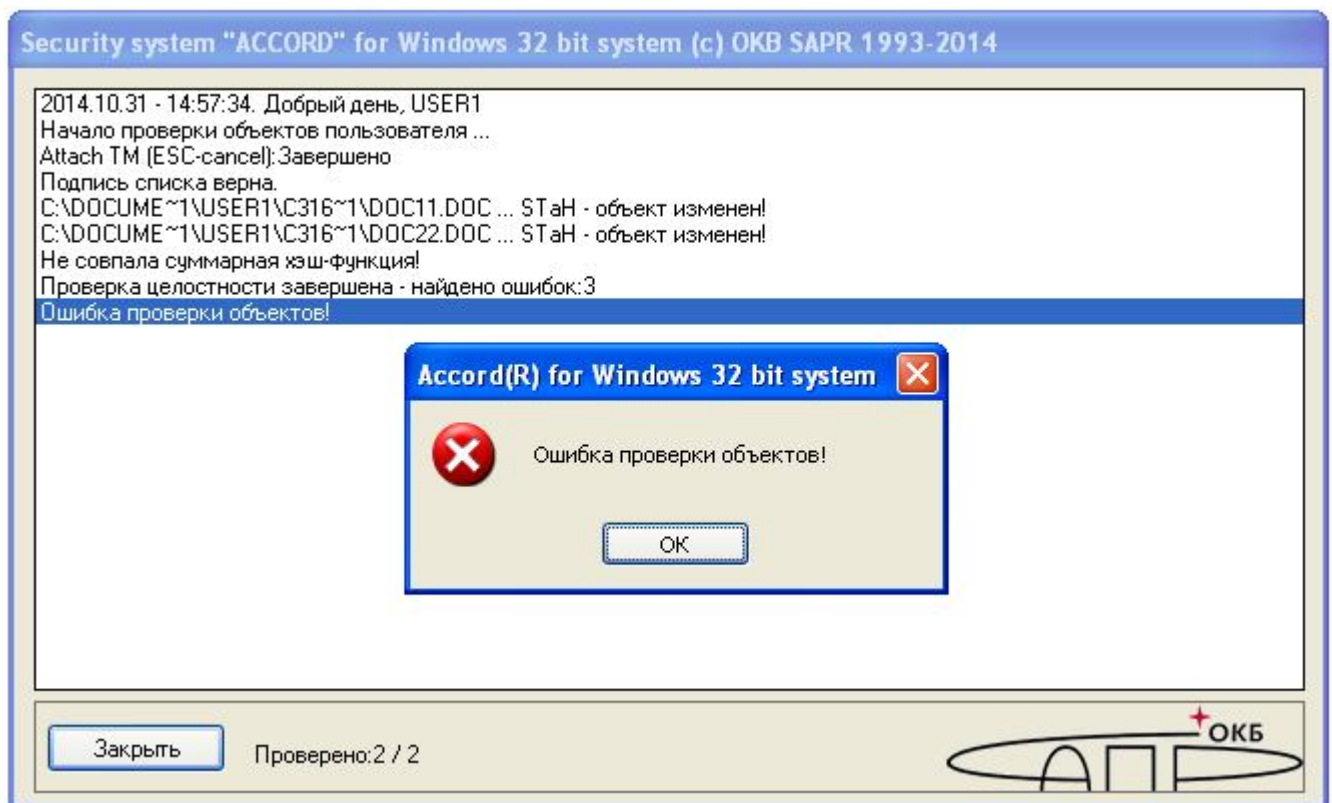 Security system "ACCORD" for Windows 32 bit system (c) OKB SAPR 1993-2014
2014.10.31 - 14:57:34. Добрый день, USER1
Начало проверки объектов пользователя ...
Attach TM (ESC-cancel):Завершено
Подпись списка верна.
C:\DOCUME~1\USER1\C316~1\DOC11.DOC ... STaH - объект изменен!
C:\DOCUME~1\USER1\C316~1\DOC22.DOC ... STaH - объект изменен!
Не совпала суммарная хэш-функция!
Проверка целостности завершена - найдено ошибок:3
Ошибка проверки объектов!
Accord(R) for Windows 32 bit system
Ошибка проверки объектов!
OK
Закрыть
Проверено:2 / 2
ОКБ
САПР